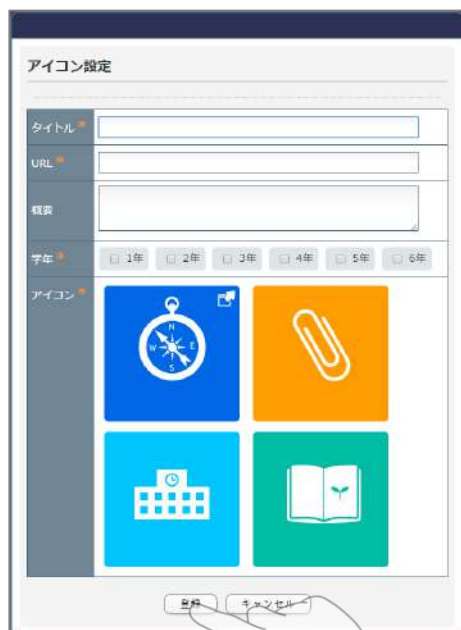 アイコン設定
タイトル*
URL*
概要
学年*
1年 2年 3年 4年 5年 6年
アイコン*
N
W E
S
登録 キャンセル